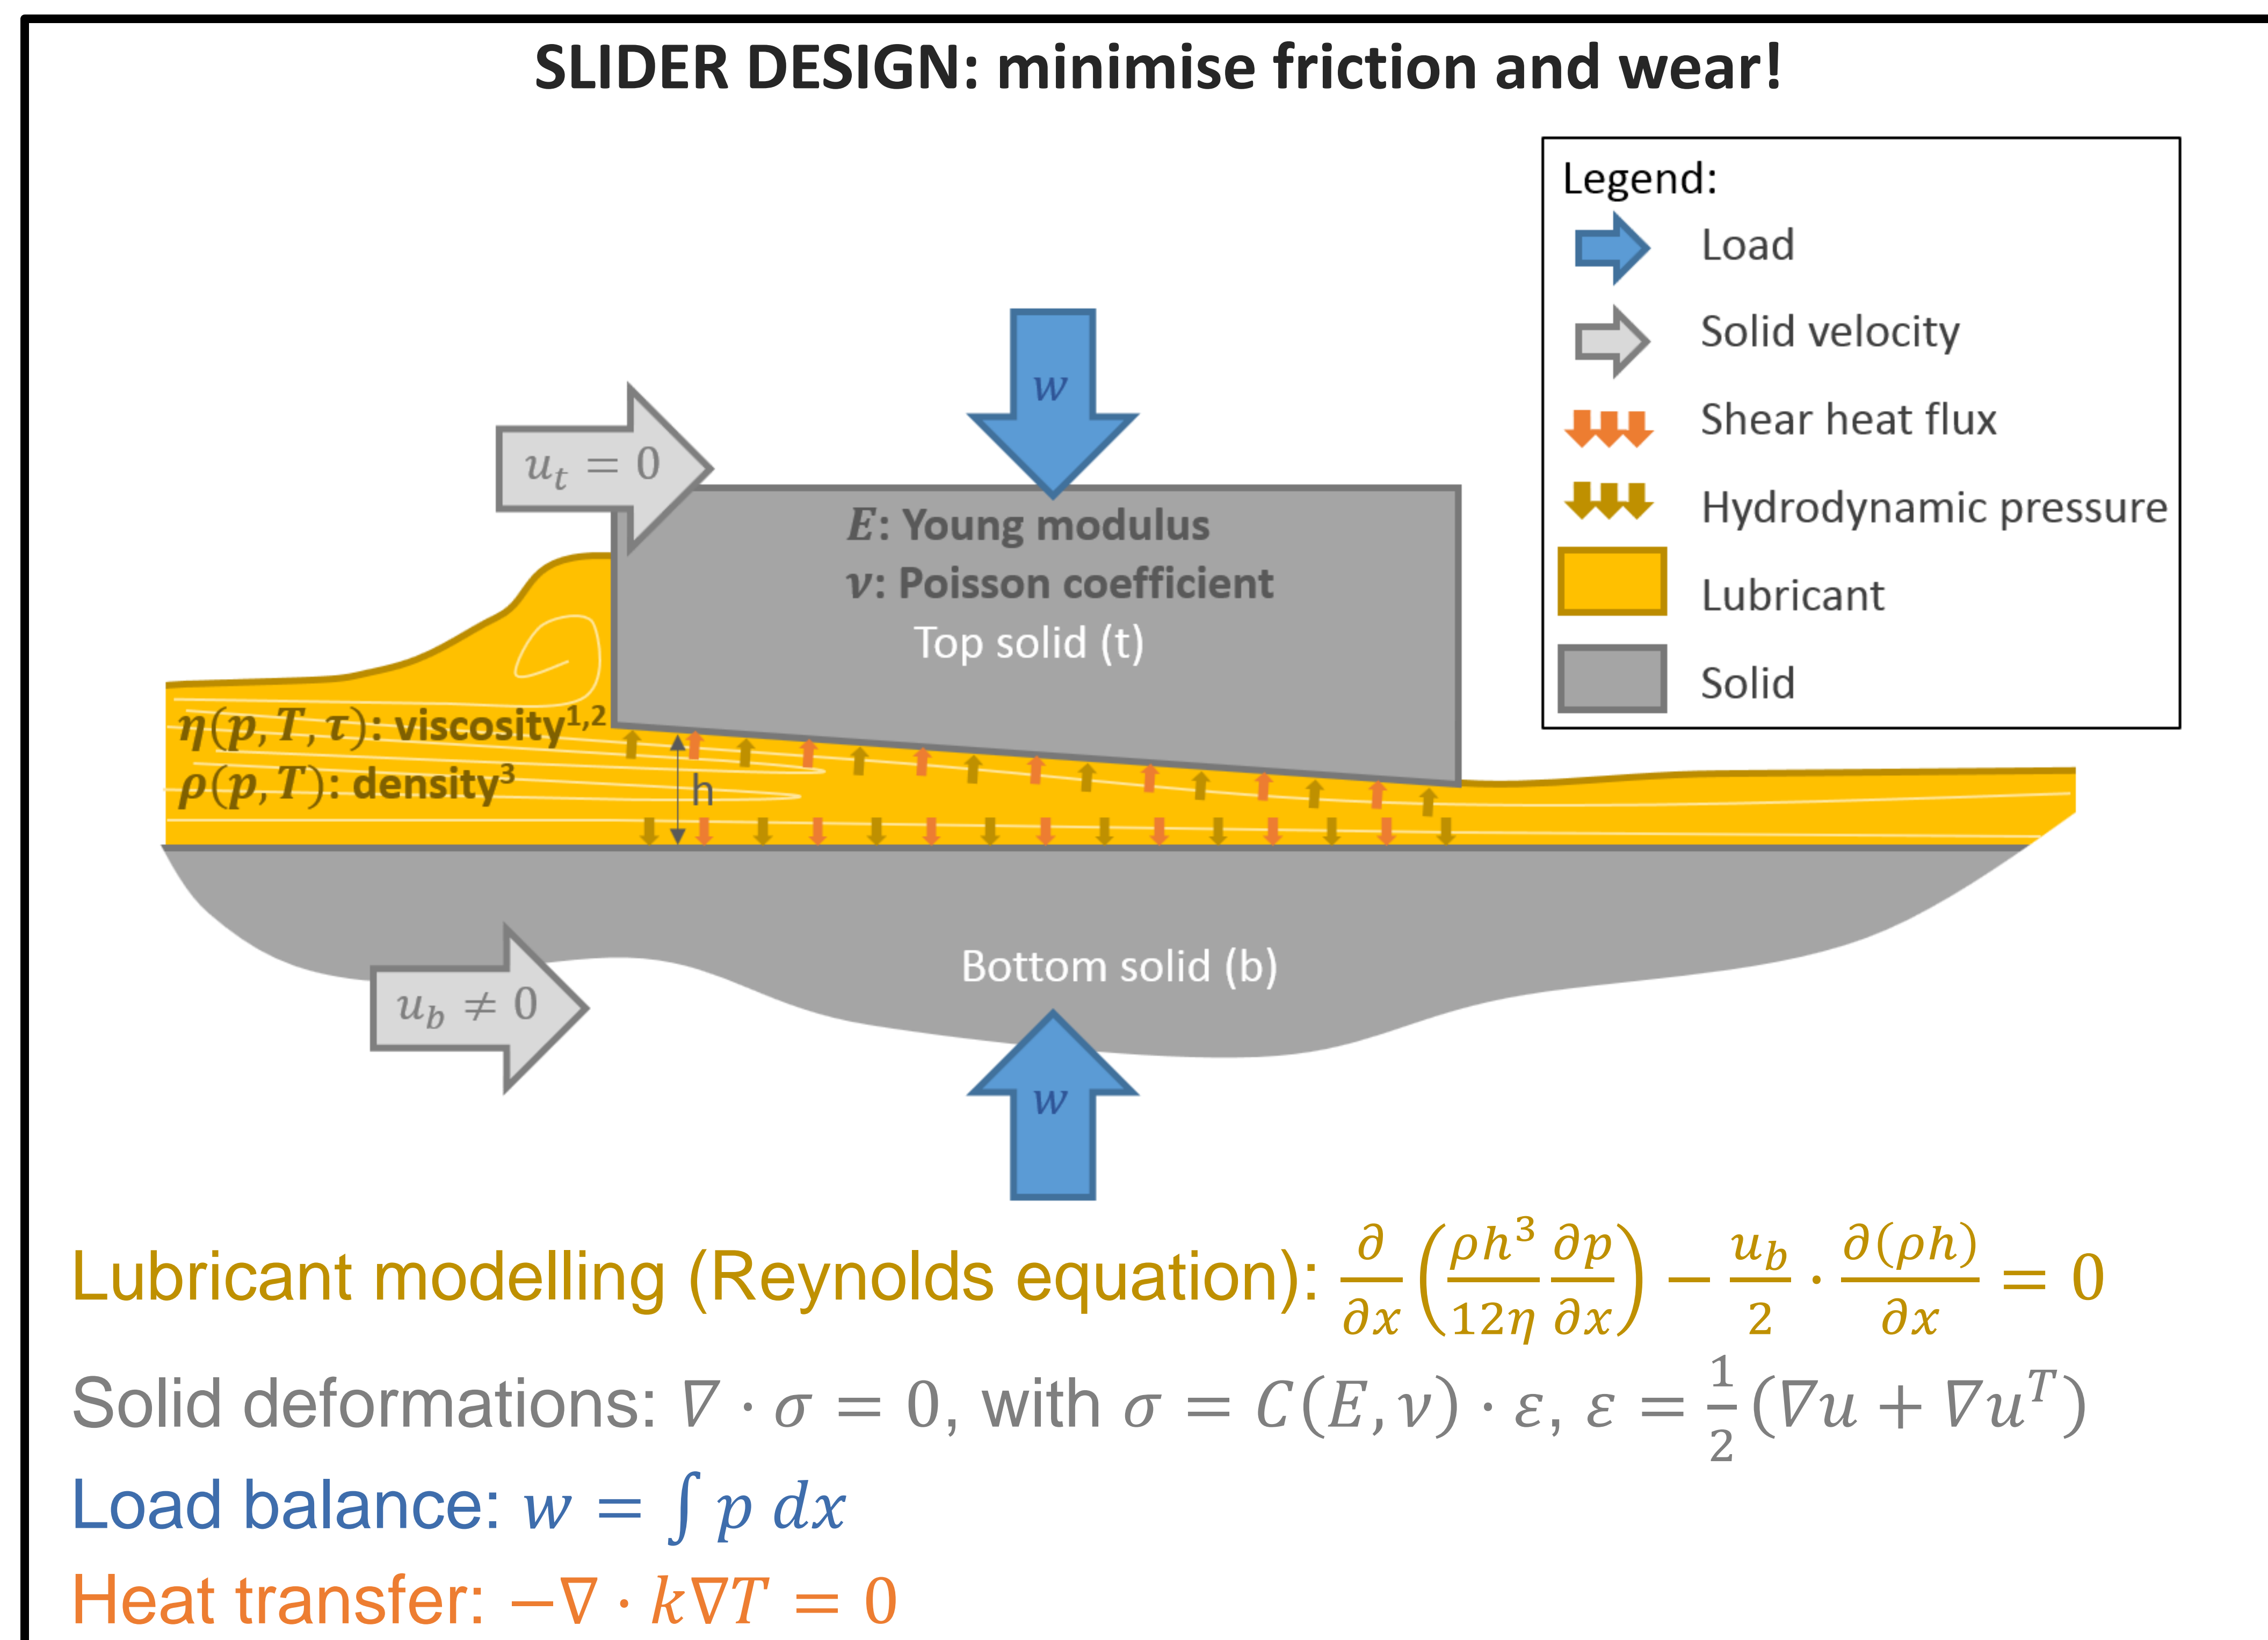 SLIDER DESIGN: minimise friction and wear!
Legend:
Load
Solid velocity
Shear heat flux
Hydrodynamic pressure
Lubricant
Solid
w
u_t = 0
E: Young modulus
ν: Poisson coefficient
Top solid (t)
η(p, T, τ): viscosity^1,2
ρ(p, T): density^3
h
Bottom solid (b)
u_b ≠ 0
w
Lubricant modelling (Reynolds equation): ∂/∂x (ρh³/12η ∂p/∂x) − u_b/2 · ∂(ρh)/∂x = 0
Solid deformations: ∇ · σ = 0, with σ = C(E, ν) · ε, ε = 1/2 (∇u + ∇u^T)
Load balance: w = ∫ p dx
Heat transfer: −∇ · k∇T = 0